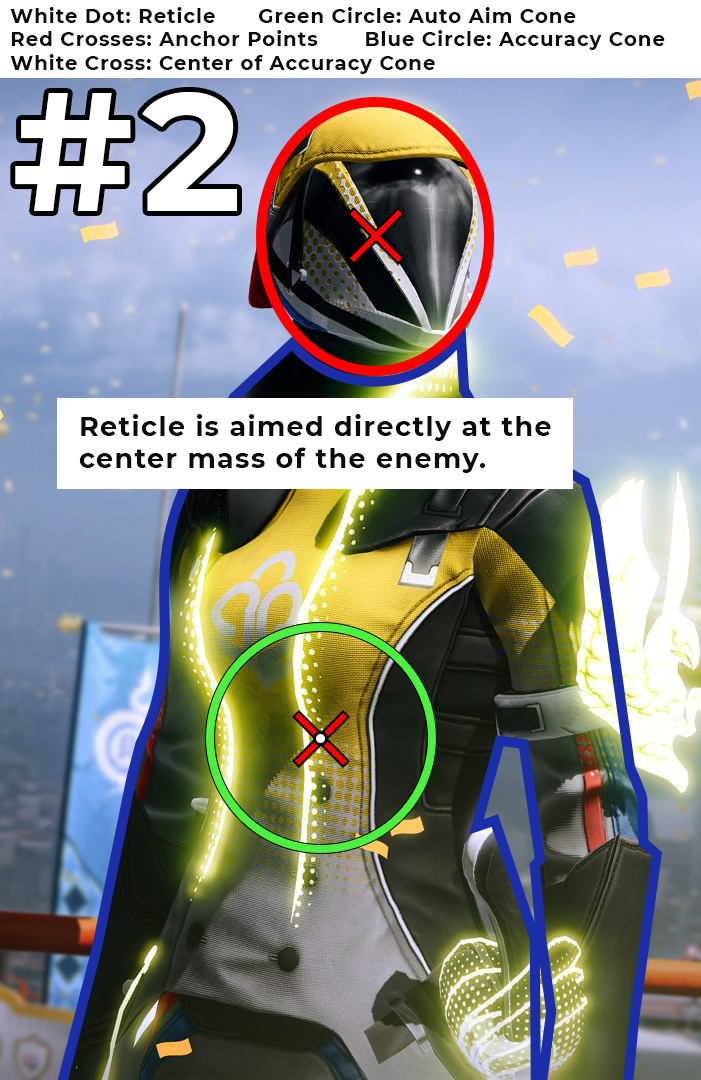 White Dot: Reticle Green Circle: Auto Aim Cone
Red Crosses: Anchor Points Blue Circle: Accuracy Cone
White Cross: Center of Accuracy Cone
#2
Reticle is aimed directly at the
center mass of the enemy.